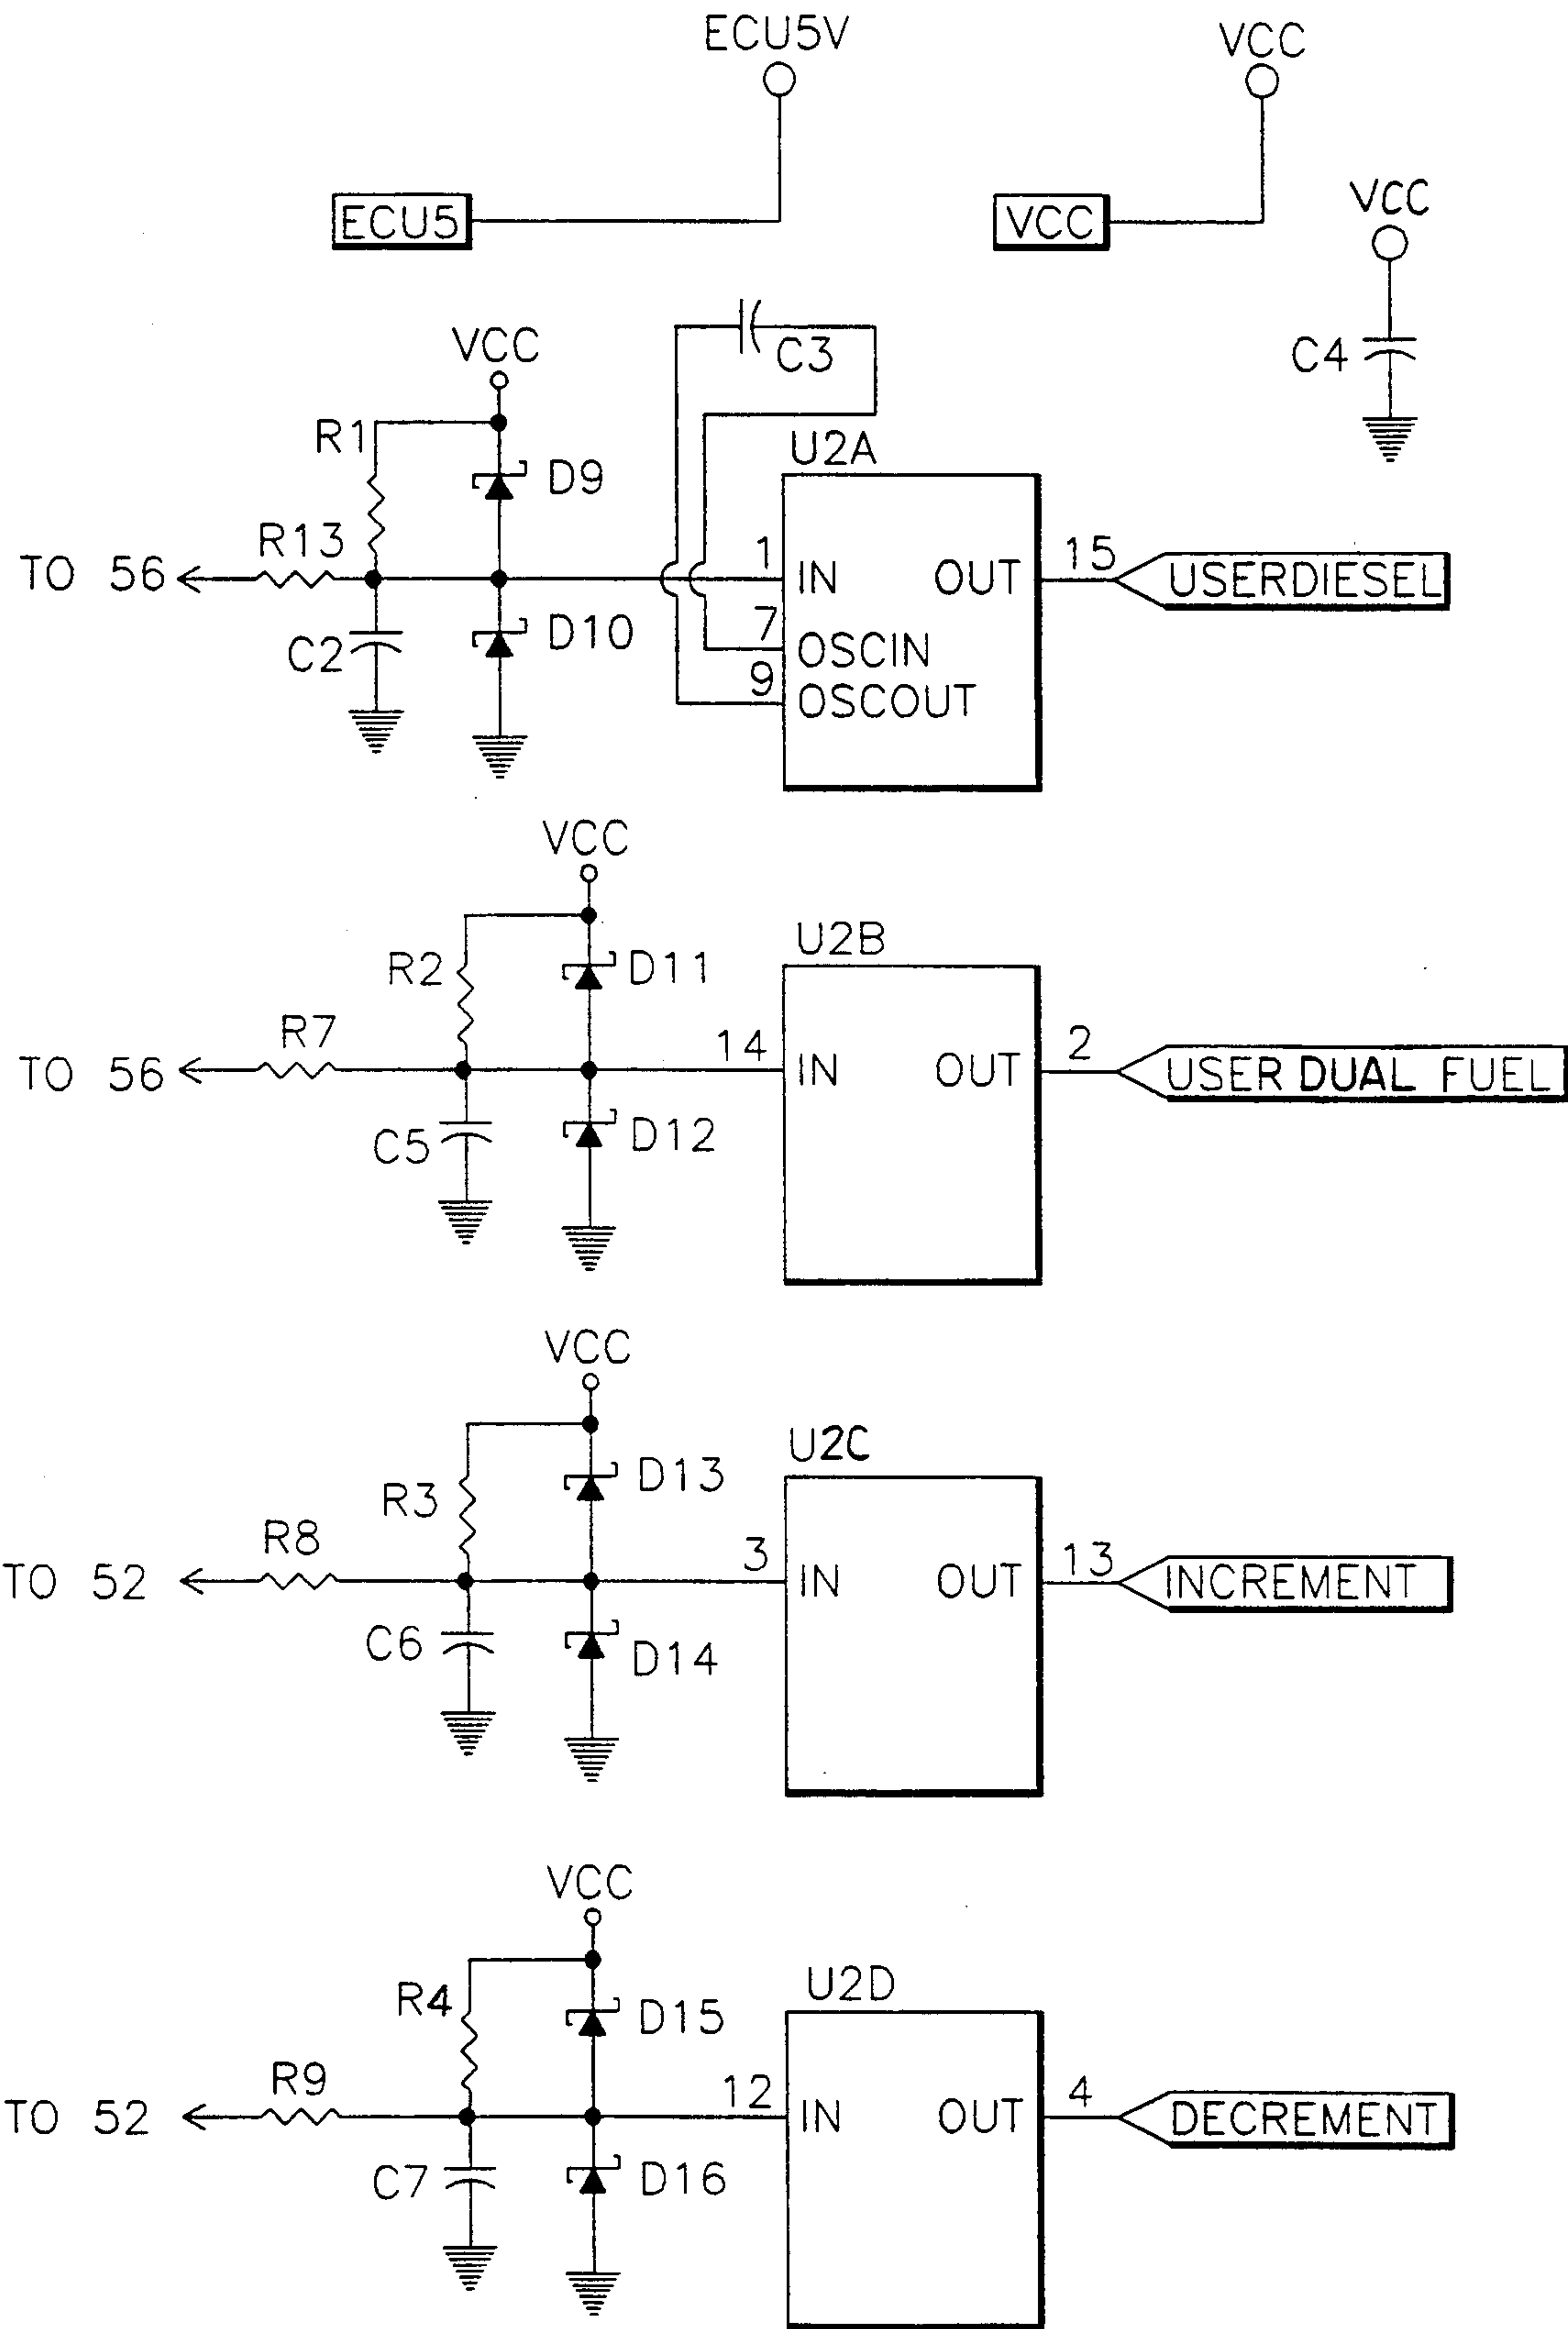 ECU5V
VCC
ECU5
VCC
VCC
C4
VCC
C3
R1
D9
U2A
R13
TO 56
1
IN
OUT
15
USERDIESEL
C2
D10
7
OSCIN
9
OSCOUT
VCC
R2
D11
U2B
R7
TO 56
14
IN
OUT
2
USER DUAL FUEL
C5
D12
VCC
R3
D13
U2C
R8
TO 52
3
IN
OUT
13
INCREMENT
C6
D14
VCC
R4
D15
U2D
R9
TO 52
12
IN
OUT
4
DECREMENT
C7
D16